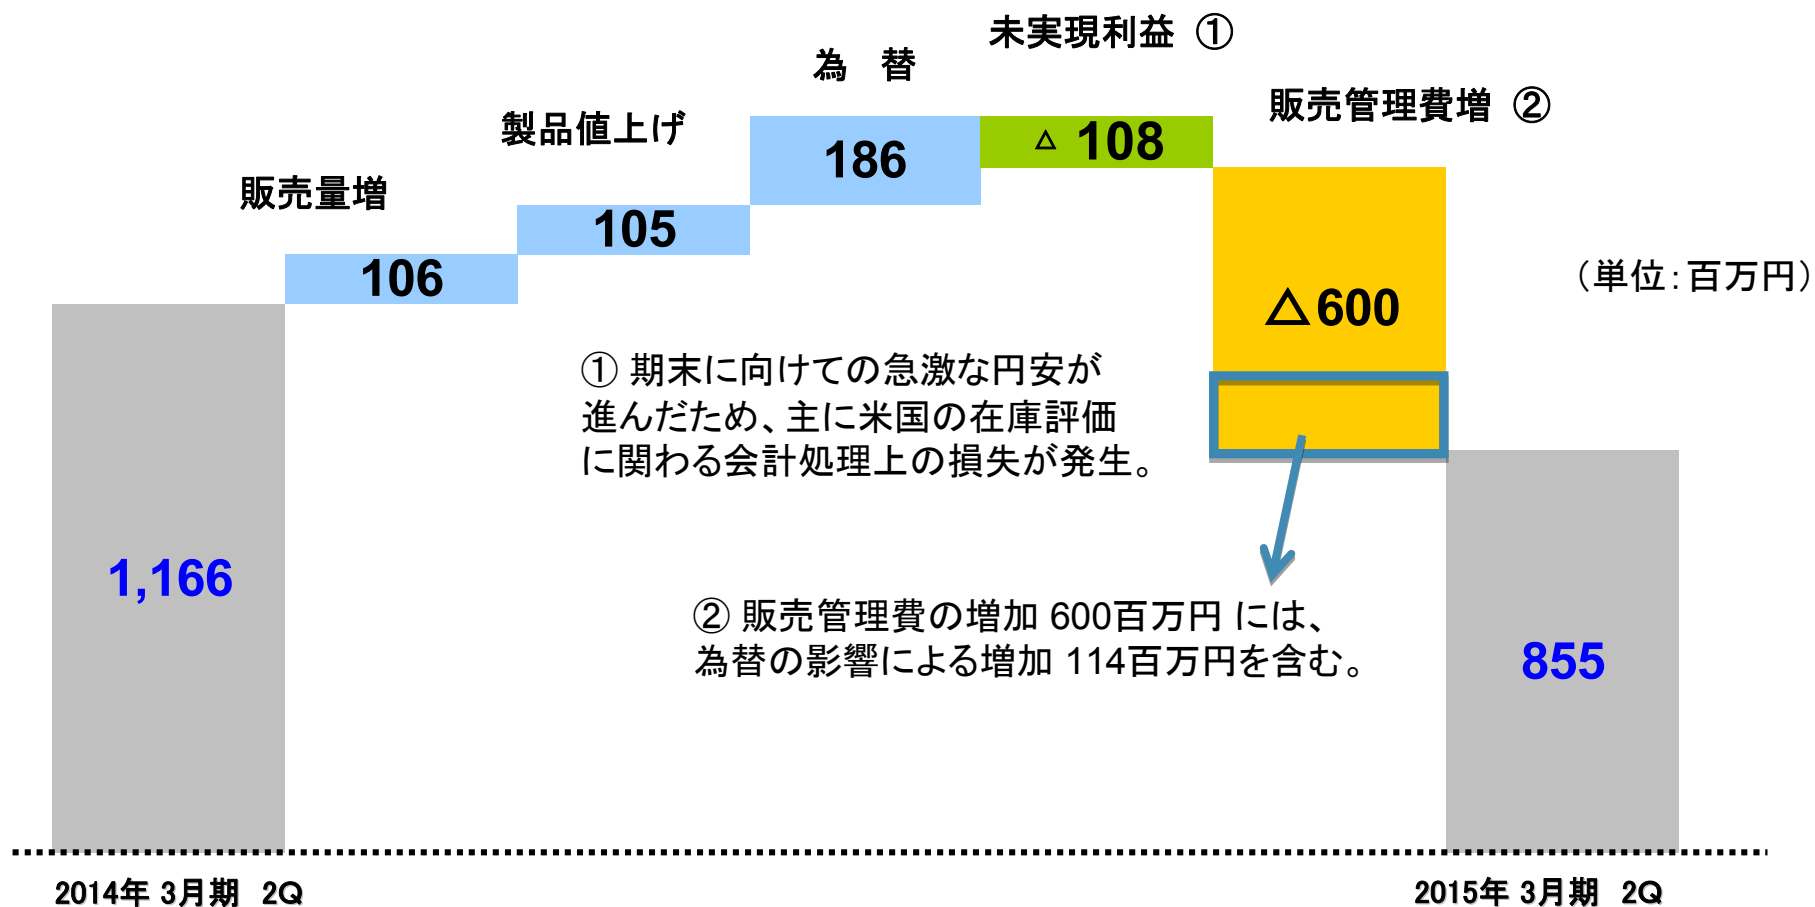 未実現利益 ①
為 替
販売管理費増 ②
製品値上げ
△ 108
186
販売量増
105
106
(単位:百万円)
△600
① 期末に向けての急激な円安が
進んだため、主に米国の在庫評価
に関わる会計処理上の損失が発生。
1,166
② 販売管理費の増加 600百万円 には、
為替の影響による増加 114百万円を含む。
855
2014年 3月期 2Q
2015年 3月期 2Q